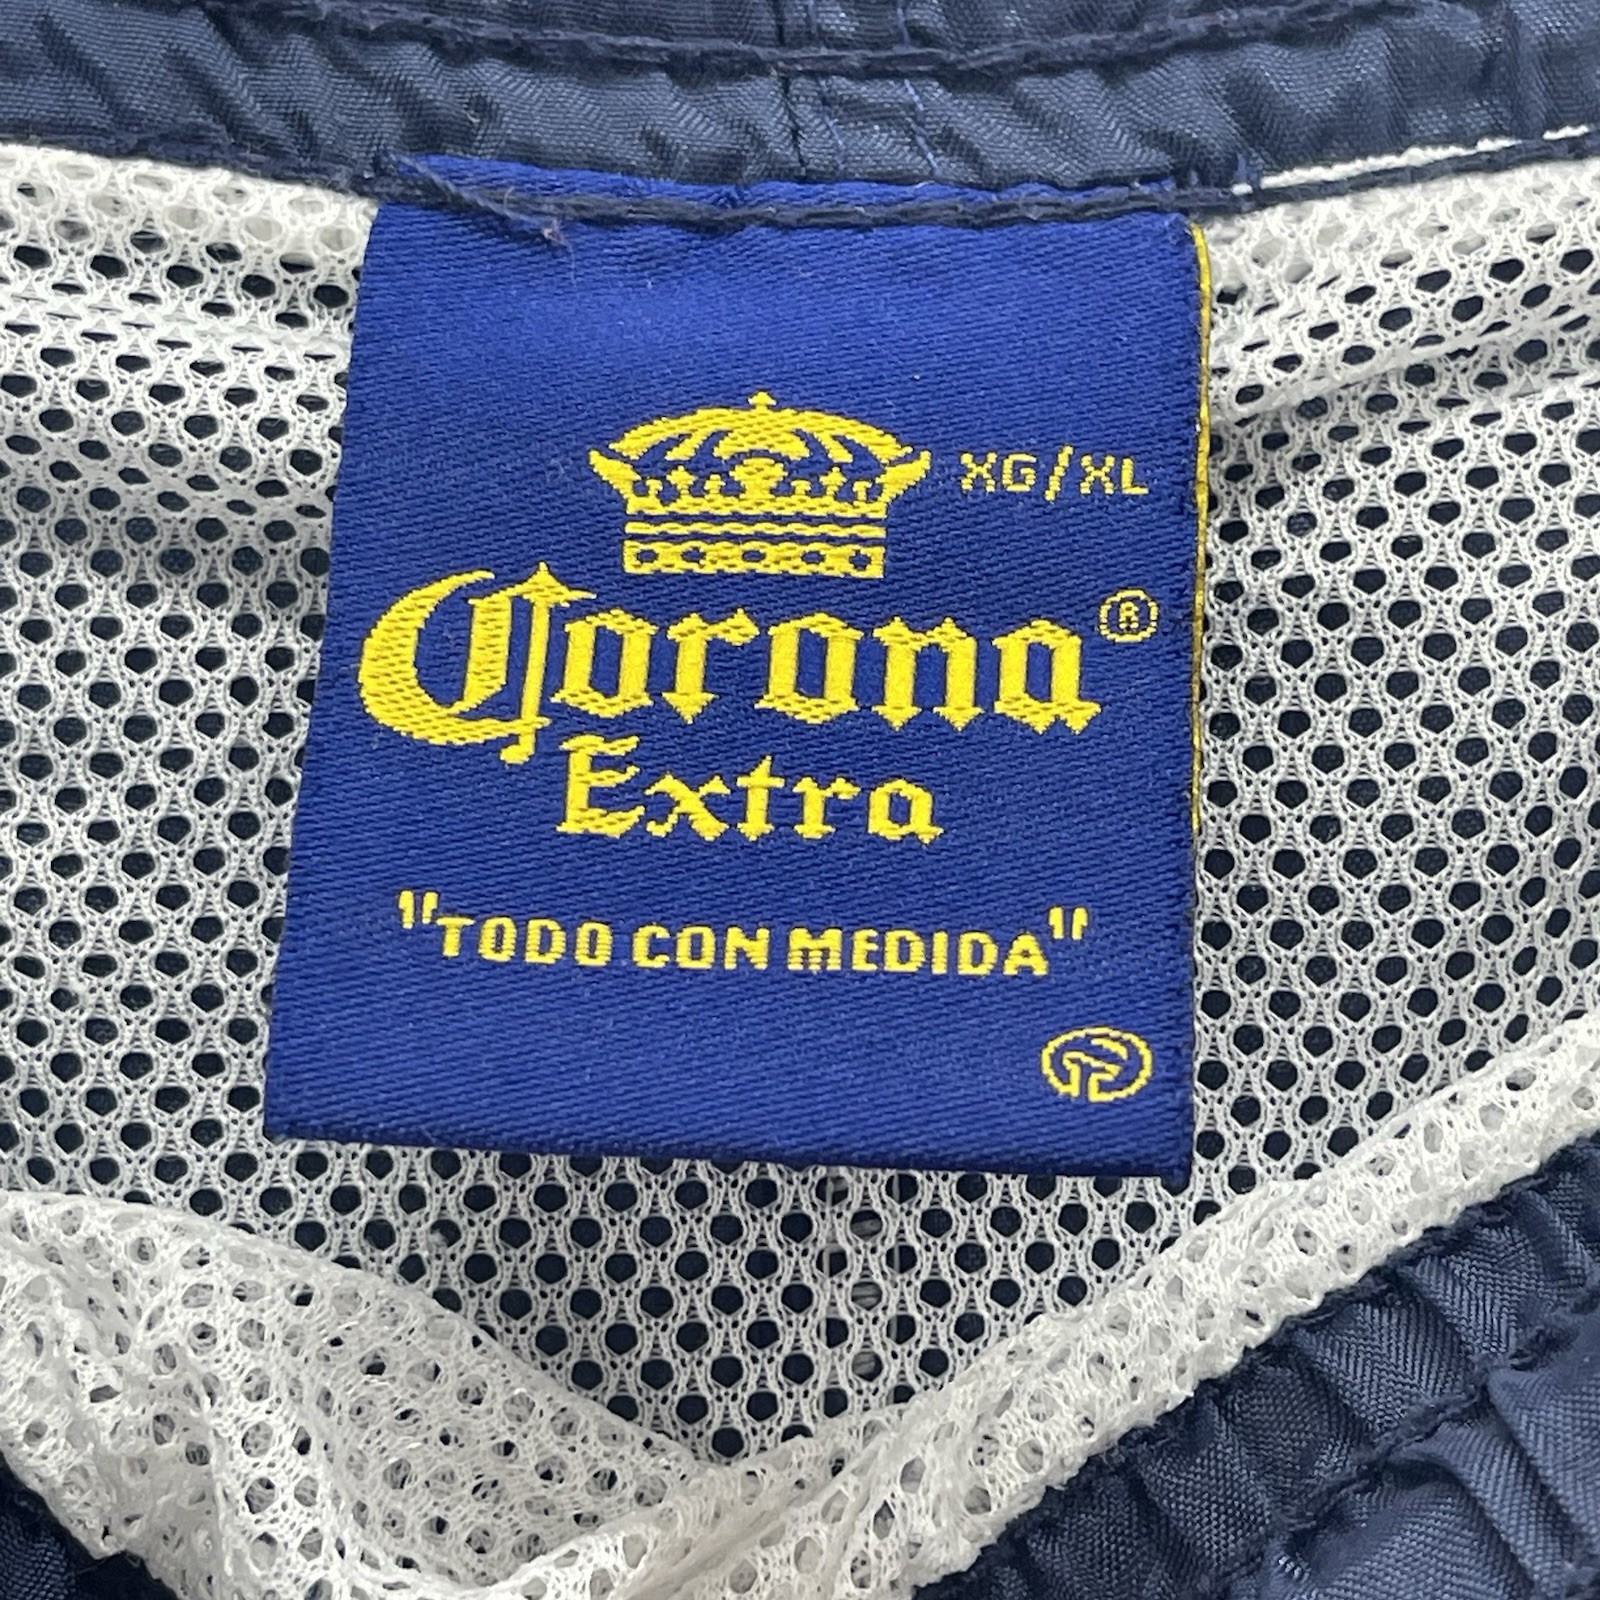 XG/XL
Corona®
Extra
"TODO CON MEDIDA"